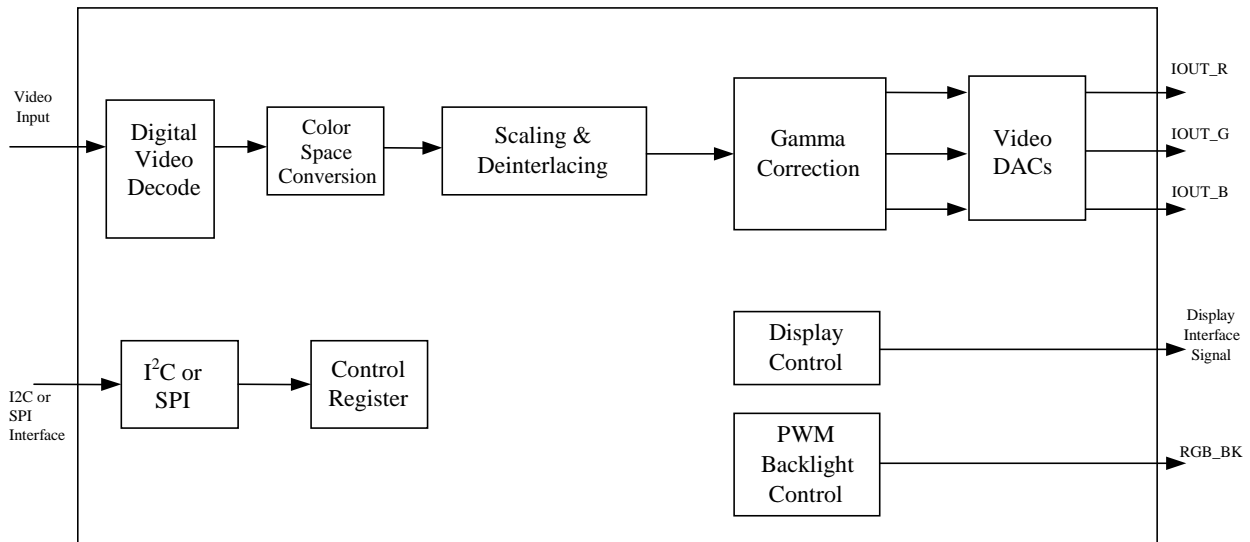 Video
Input
Digital
Video
Decode
Color
Space
Conversion
Scaling &
Deinterlacing
Gamma
Correction
Video
DACs
IOUT_R
IOUT_G
IOUT_B
I2C or
SPI
Interface
I²C or
SPI
Control
Register
Display
Control
Display
Interface
Signal
PWM
Backlight
Control
RGB_BK